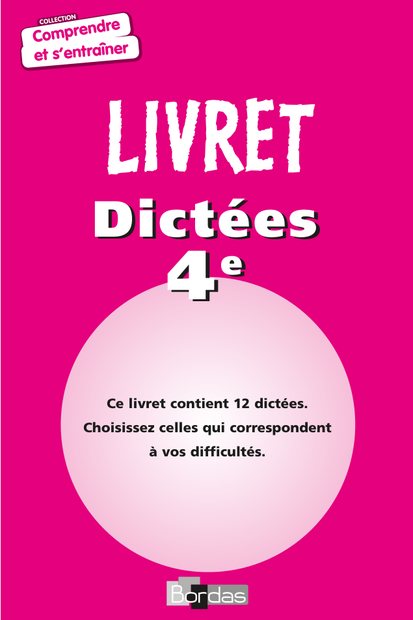 COLLECTION
Comprendre
et s'entraîner
LIVRET
Dictées
4e
Ce livret contient 12 dictées.
Choisissez celles qui correspondent
à vos difficultés.
Bordas